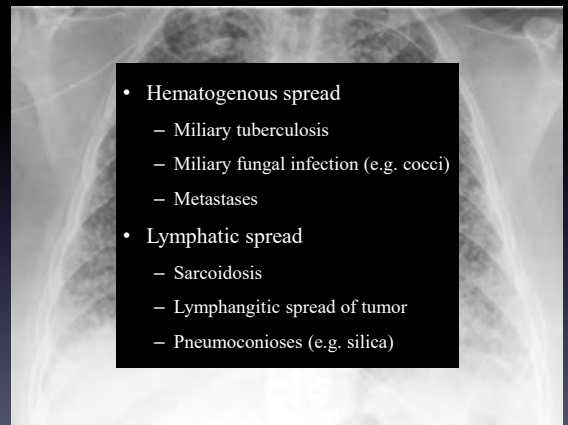 • Hematogenous spread
– Miliary tuberculosis
– Miliary fungal infection (e.g. cocci)
– Metastases
• Lymphatic spread
– Sarcoidosis
– Lymphangitic spread of tumor
– Pneumoconioses (e.g. silica)